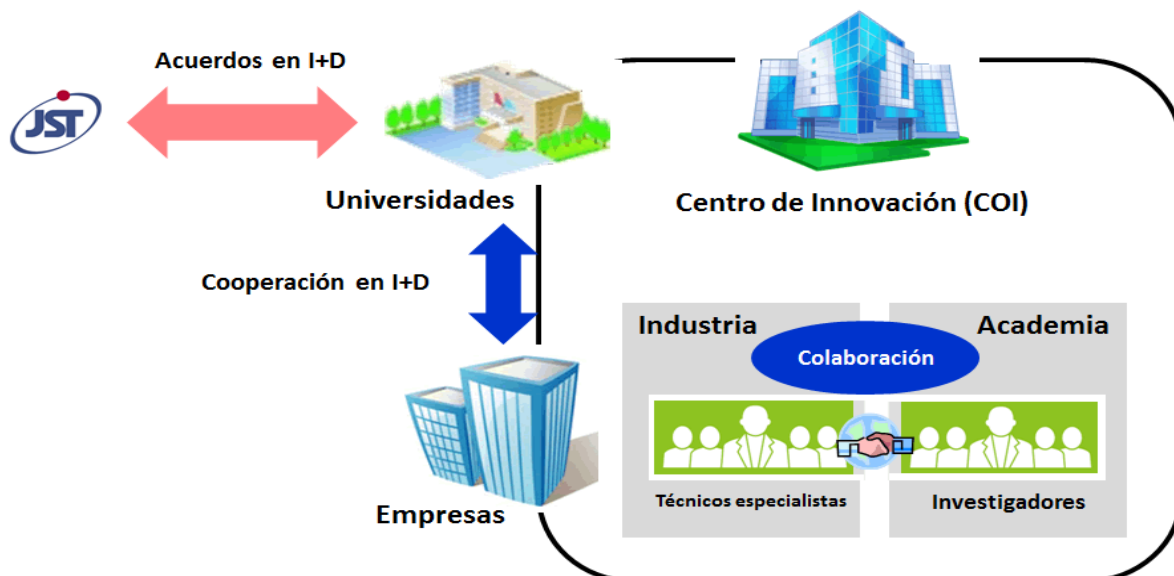 Acuerdos en I+D
JST
Universidades
Centro de Innovación (COI)
Cooperación en I+D
Industria
Academia
Colaboración
Técnicos especialistas
Investigadores
Empresas